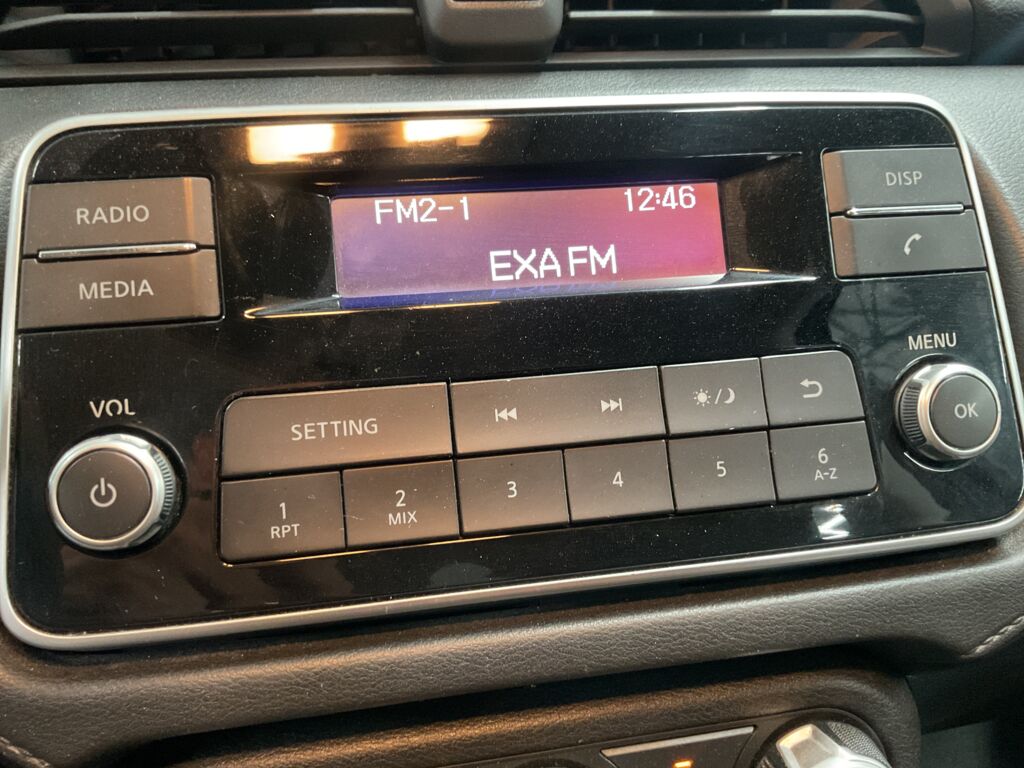 RADIO
MEDIA
FM2-1 12:46
EXA FM
DISP
VOL
MENU
OK
SETTING
1
RPT
2
MIX
3
4
5
6
A-Z